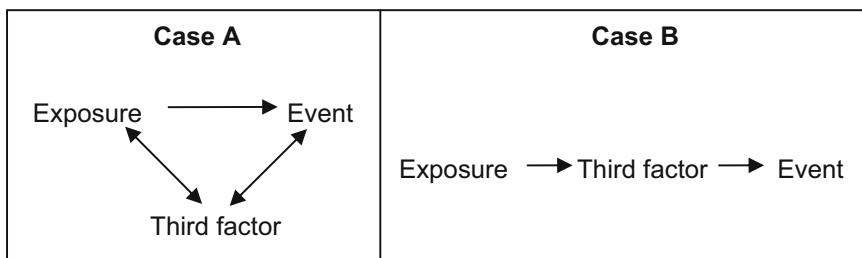 Case A
Exposure Event
Third factor
Case B
Exposure Third factor Event